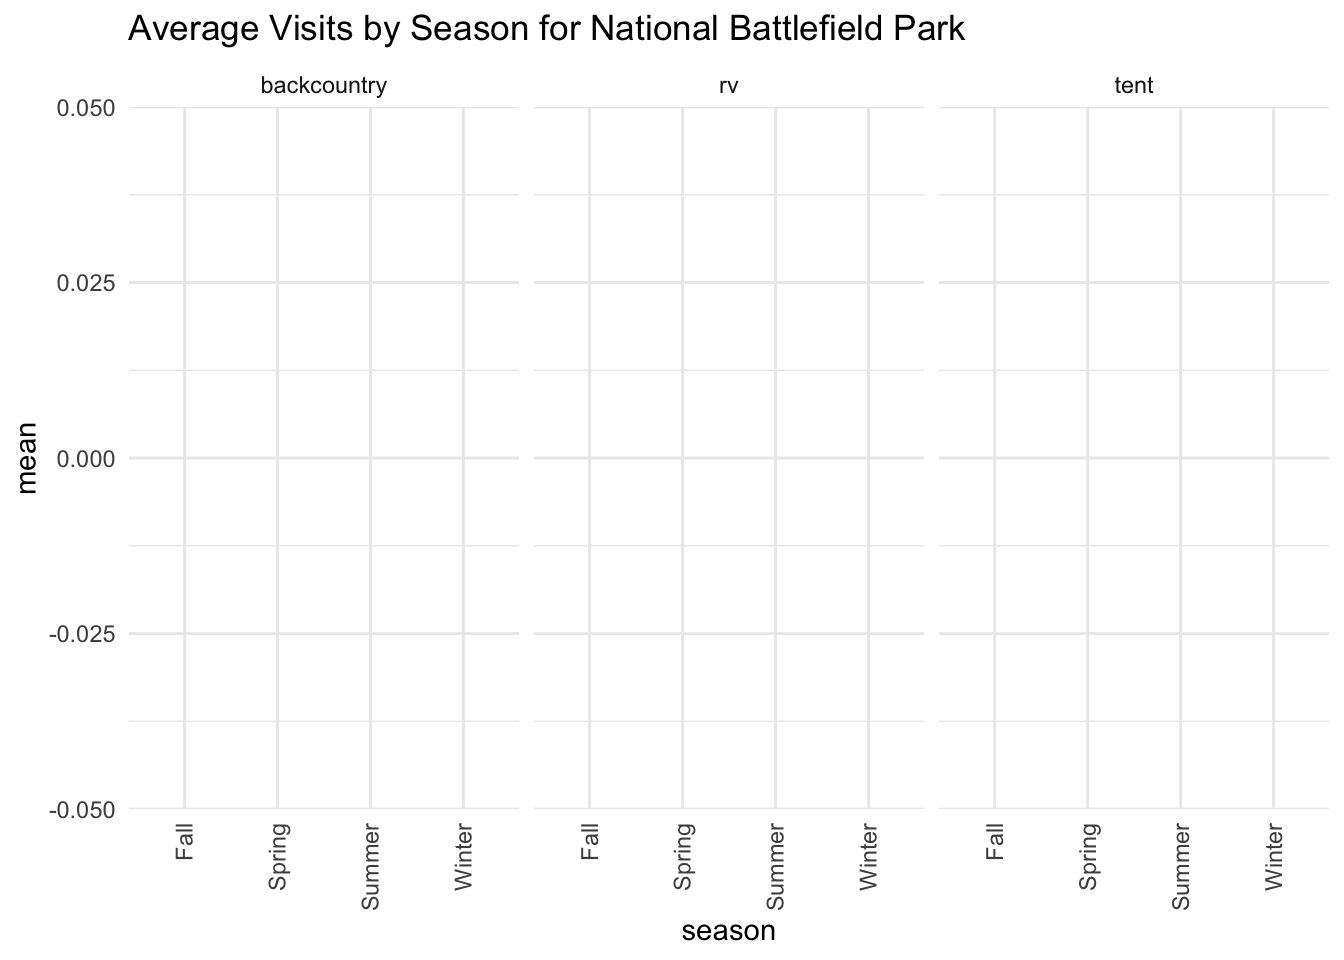 Average Visits by Season for National Battlefield Park
backcountry rv tent
0.050
0.025
0.000
-0.025
-0.050
mean
Fall Spring Summer Winter Fall Spring Summer Winter Fall Spring Summer Winter
season